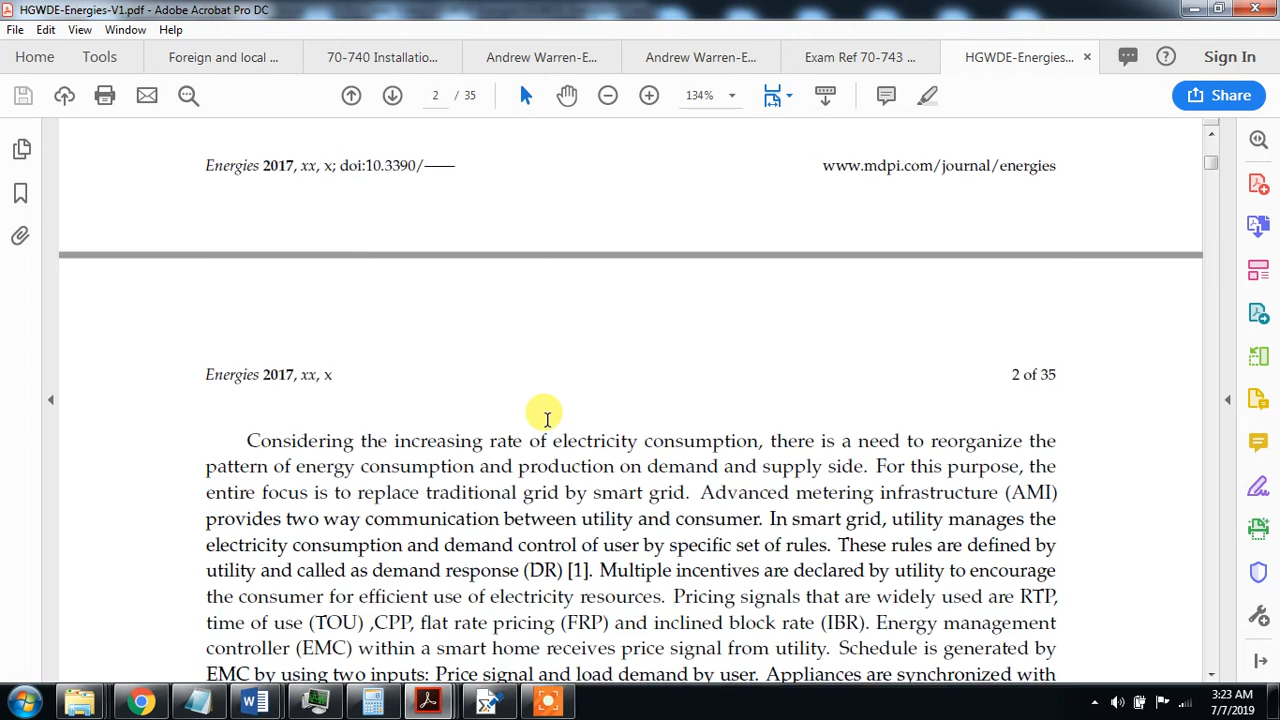 HGWDE-Energies-V1.pdf - Adobe Acrobat Pro DC
File Edit View Window Help
Home Tools Foreign and local ... 70-740 Installatio... Andrew Warren-E... Andrew Warren-E... Exam Ref 70-743 ... HGWDE-Energies... × Sign In
2 / 35 134% Share
Energies 2017, xx, x; doi:10.3390/—— www.mdpi.com/journal/energies
Energies 2017, xx, x 2 of 35
Considering the increasing rate of electricity consumption, there is a need to reorganize the
pattern of energy consumption and production on demand and supply side. For this purpose, the
entire focus is to replace traditional grid by smart grid. Advanced metering infrastructure (AMI)
provides two way communication between utility and consumer. In smart grid, utility manages the
electricity consumption and demand control of user by specific set of rules. These rules are defined by
utility and called as demand response (DR) [1]. Multiple incentives are declared by utility to encourage
the consumer for efficient use of electricity resources. Pricing signals that are widely used are RTP,
time of use (TOU) ,CPP, flat rate pricing (FRP) and inclined block rate (IBR). Energy management
controller (EMC) within a smart home receives price signal from utility. Schedule is generated by
EMC by using two inputs: Price signal and load demand by user. Appliances are synchronized with
3:23 AM
7/7/2019